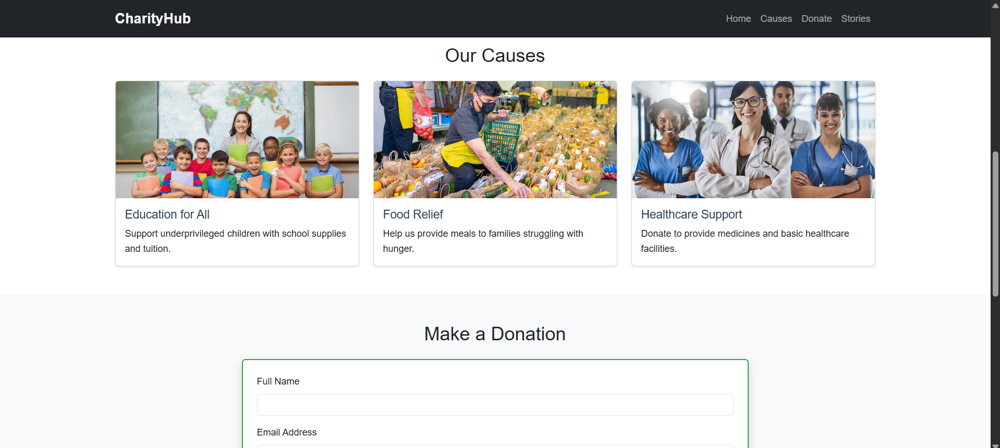 CharityHub
Home Causes Donate Stories
Our Causes
Education for All
Support underprivileged children with school supplies
and tuition.
Food Relief
Help us provide meals to families struggling with
hunger.
Healthcare Support
Donate to provide medicines and basic healthcare
facilities.
Make a Donation
Full Name
Email Address